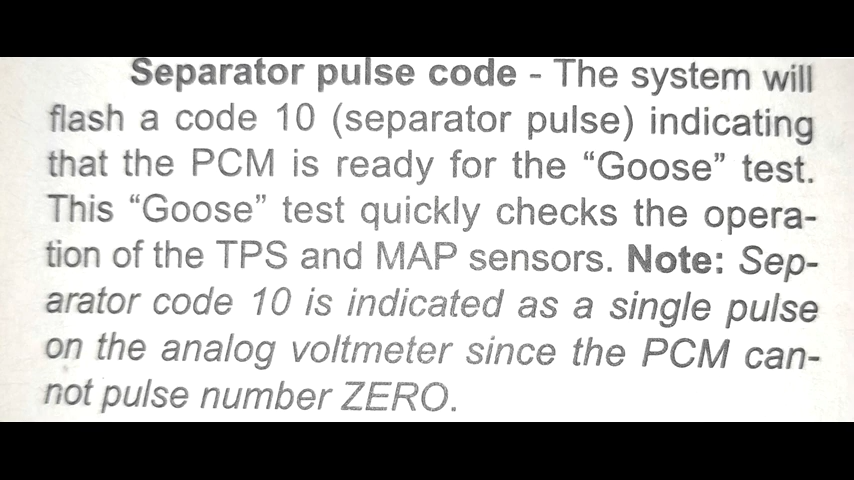 Separator pulse code - The system will
flash a code 10 (separator pulse) indicating
that the PCM is ready for the “Goose” test.
This “Goose” test quickly checks the opera-
tion of the TPS and MAP sensors. Note: Sep-
arator code 10 is indicated as a single pulse
on the analog voltmeter since the PCM can-
not pulse number ZERO.